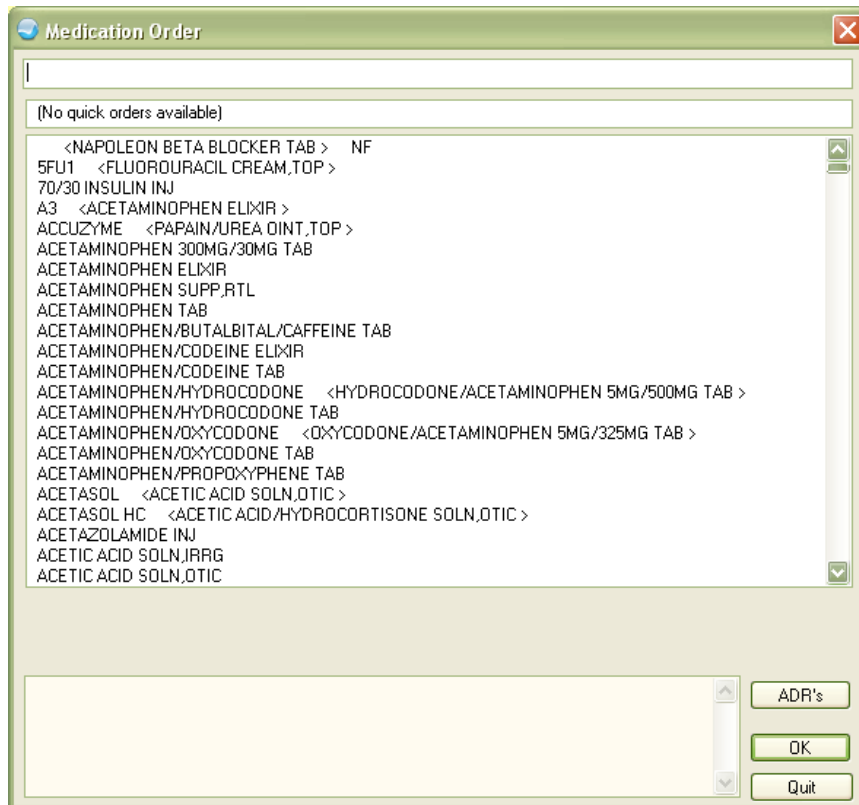 Medication Order
(No quick orders available)
<NAPOLEON BETA BLOCKER TAB > NF
5FU1 <FLUOROURACIL CREAM,TOP >
70/30 INSULIN INJ
A3 <ACETAMINOPHEN ELIXIR >
ACCUZYME <PAPAIN/UREA OINT,TOP >
ACETAMINOPHEN 300MG/30MG TAB
ACETAMINOPHEN ELIXIR
ACETAMINOPHEN SUPP,RTL
ACETAMINOPHEN TAB
ACETAMINOPHEN/BUTALBITAL/CAFFEINE TAB
ACETAMINOPHEN/CODEINE ELIXIR
ACETAMINOPHEN/CODEINE TAB
ACETAMINOPHEN/HYDROCODONE <HYDROCODONE/ACETAMINOPHEN 5MG/500MG TAB >
ACETAMINOPHEN/HYDROCODONE TAB
ACETAMINOPHEN/OXYCODONE <OXYCODONE/ACETAMINOPHEN 5MG/325MG TAB >
ACETAMINOPHEN/OXYCODONE TAB
ACETAMINOPHEN/PROPOXYPHENE TAB
ACETASOL <ACETIC ACID SOLN,OTIC >
ACETASOL HC <ACETIC ACID/HYDROCORTISONE SOLN,OTIC >
ACETAZOLAMIDE INJ
ACETIC ACID SOLN,IRRG
ACETIC ACID SOLN,OTIC
ADR's
OK
Quit